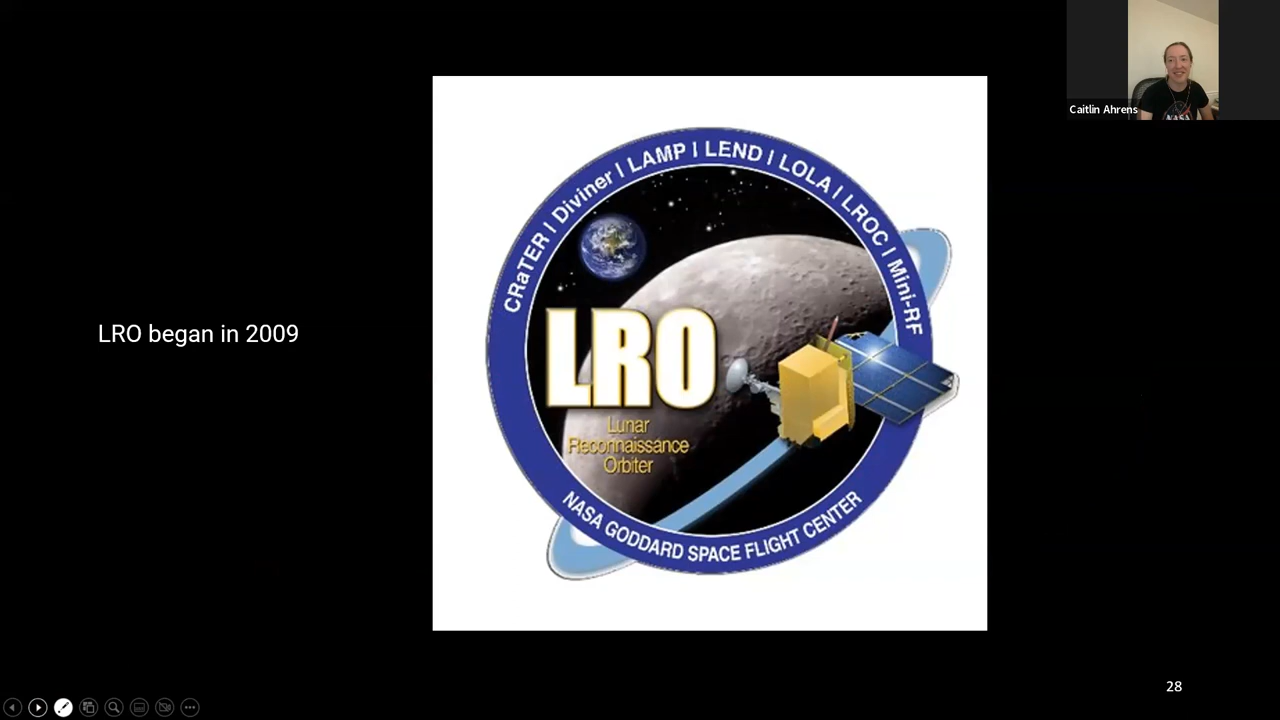 Caitlin Ahrens
NASA
CRaTER | Diviner | LAMP | LEND | LOLA | LROC | Mini-RF
LRO began in 2009
LRO
Lunar
Reconnaissance
Orbiter
NASA GODDARD SPACE FLIGHT CENTER
28